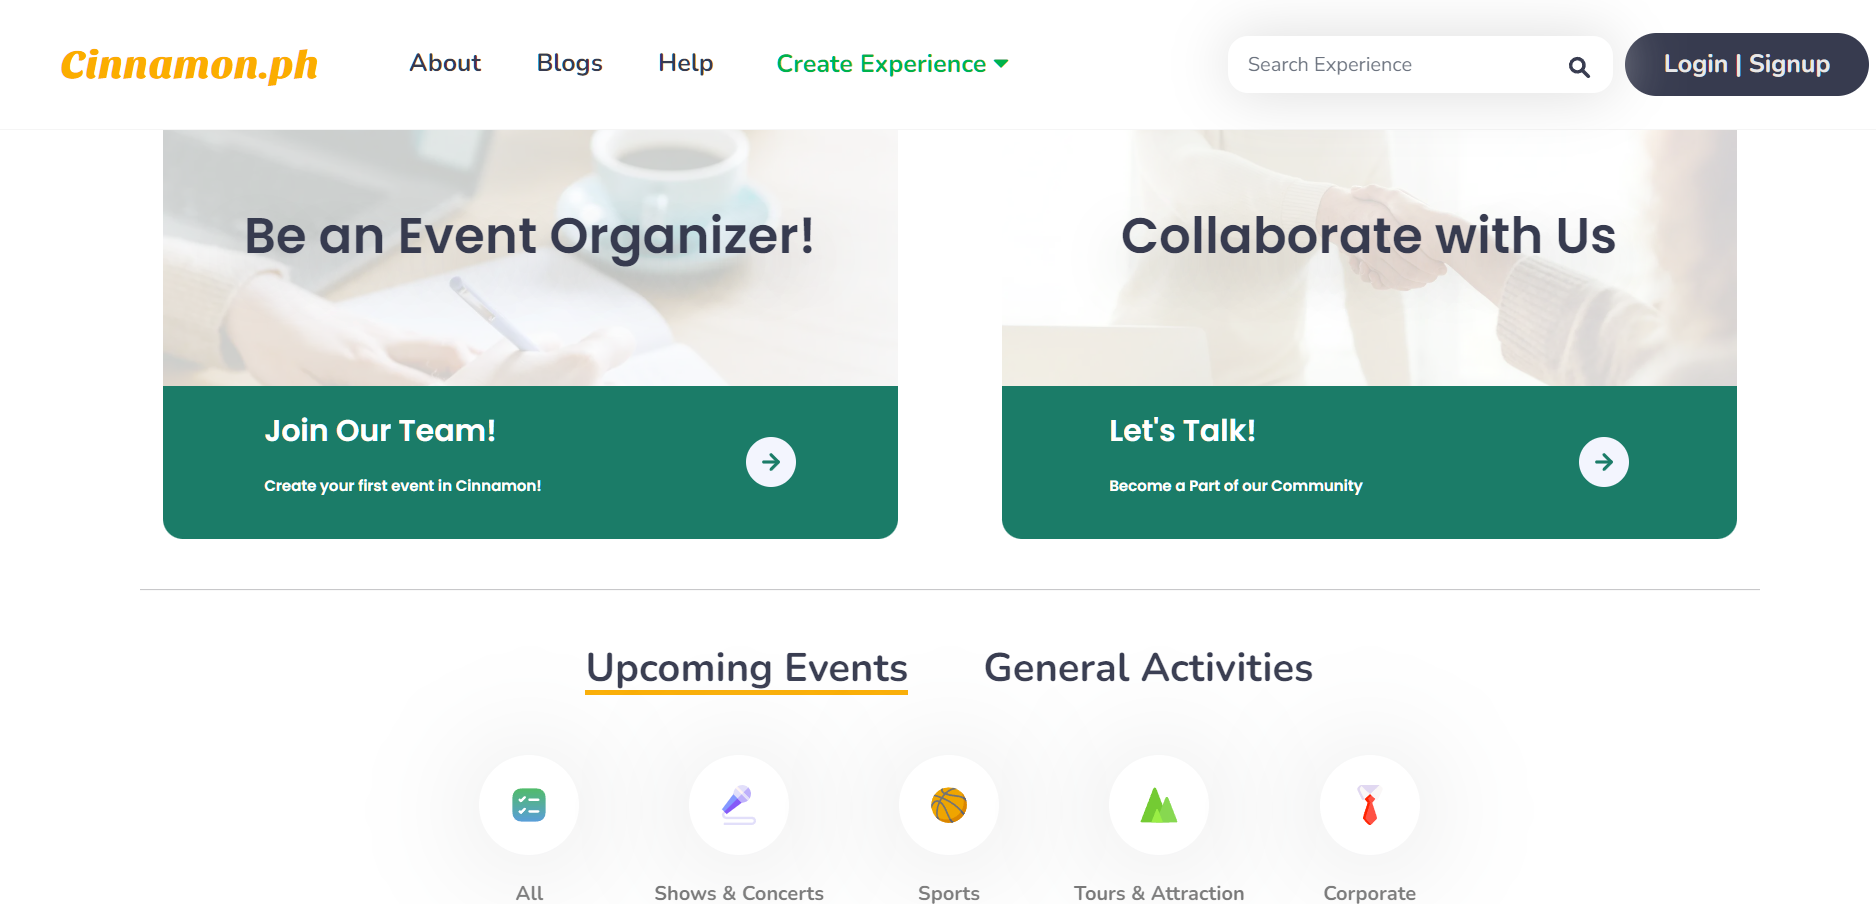 Cinnamon.ph
About
Blogs
Help
Create Experience
Search Experience
Login | Signup
Be an Event Organizer!
Join Our Team!
Create your first event in Cinnamon!
Collaborate with Us
Let's Talk!
Become a Part of our Community
Upcoming Events
General Activities
All
Shows & Concerts
Sports
Tours & Attraction
Corporate